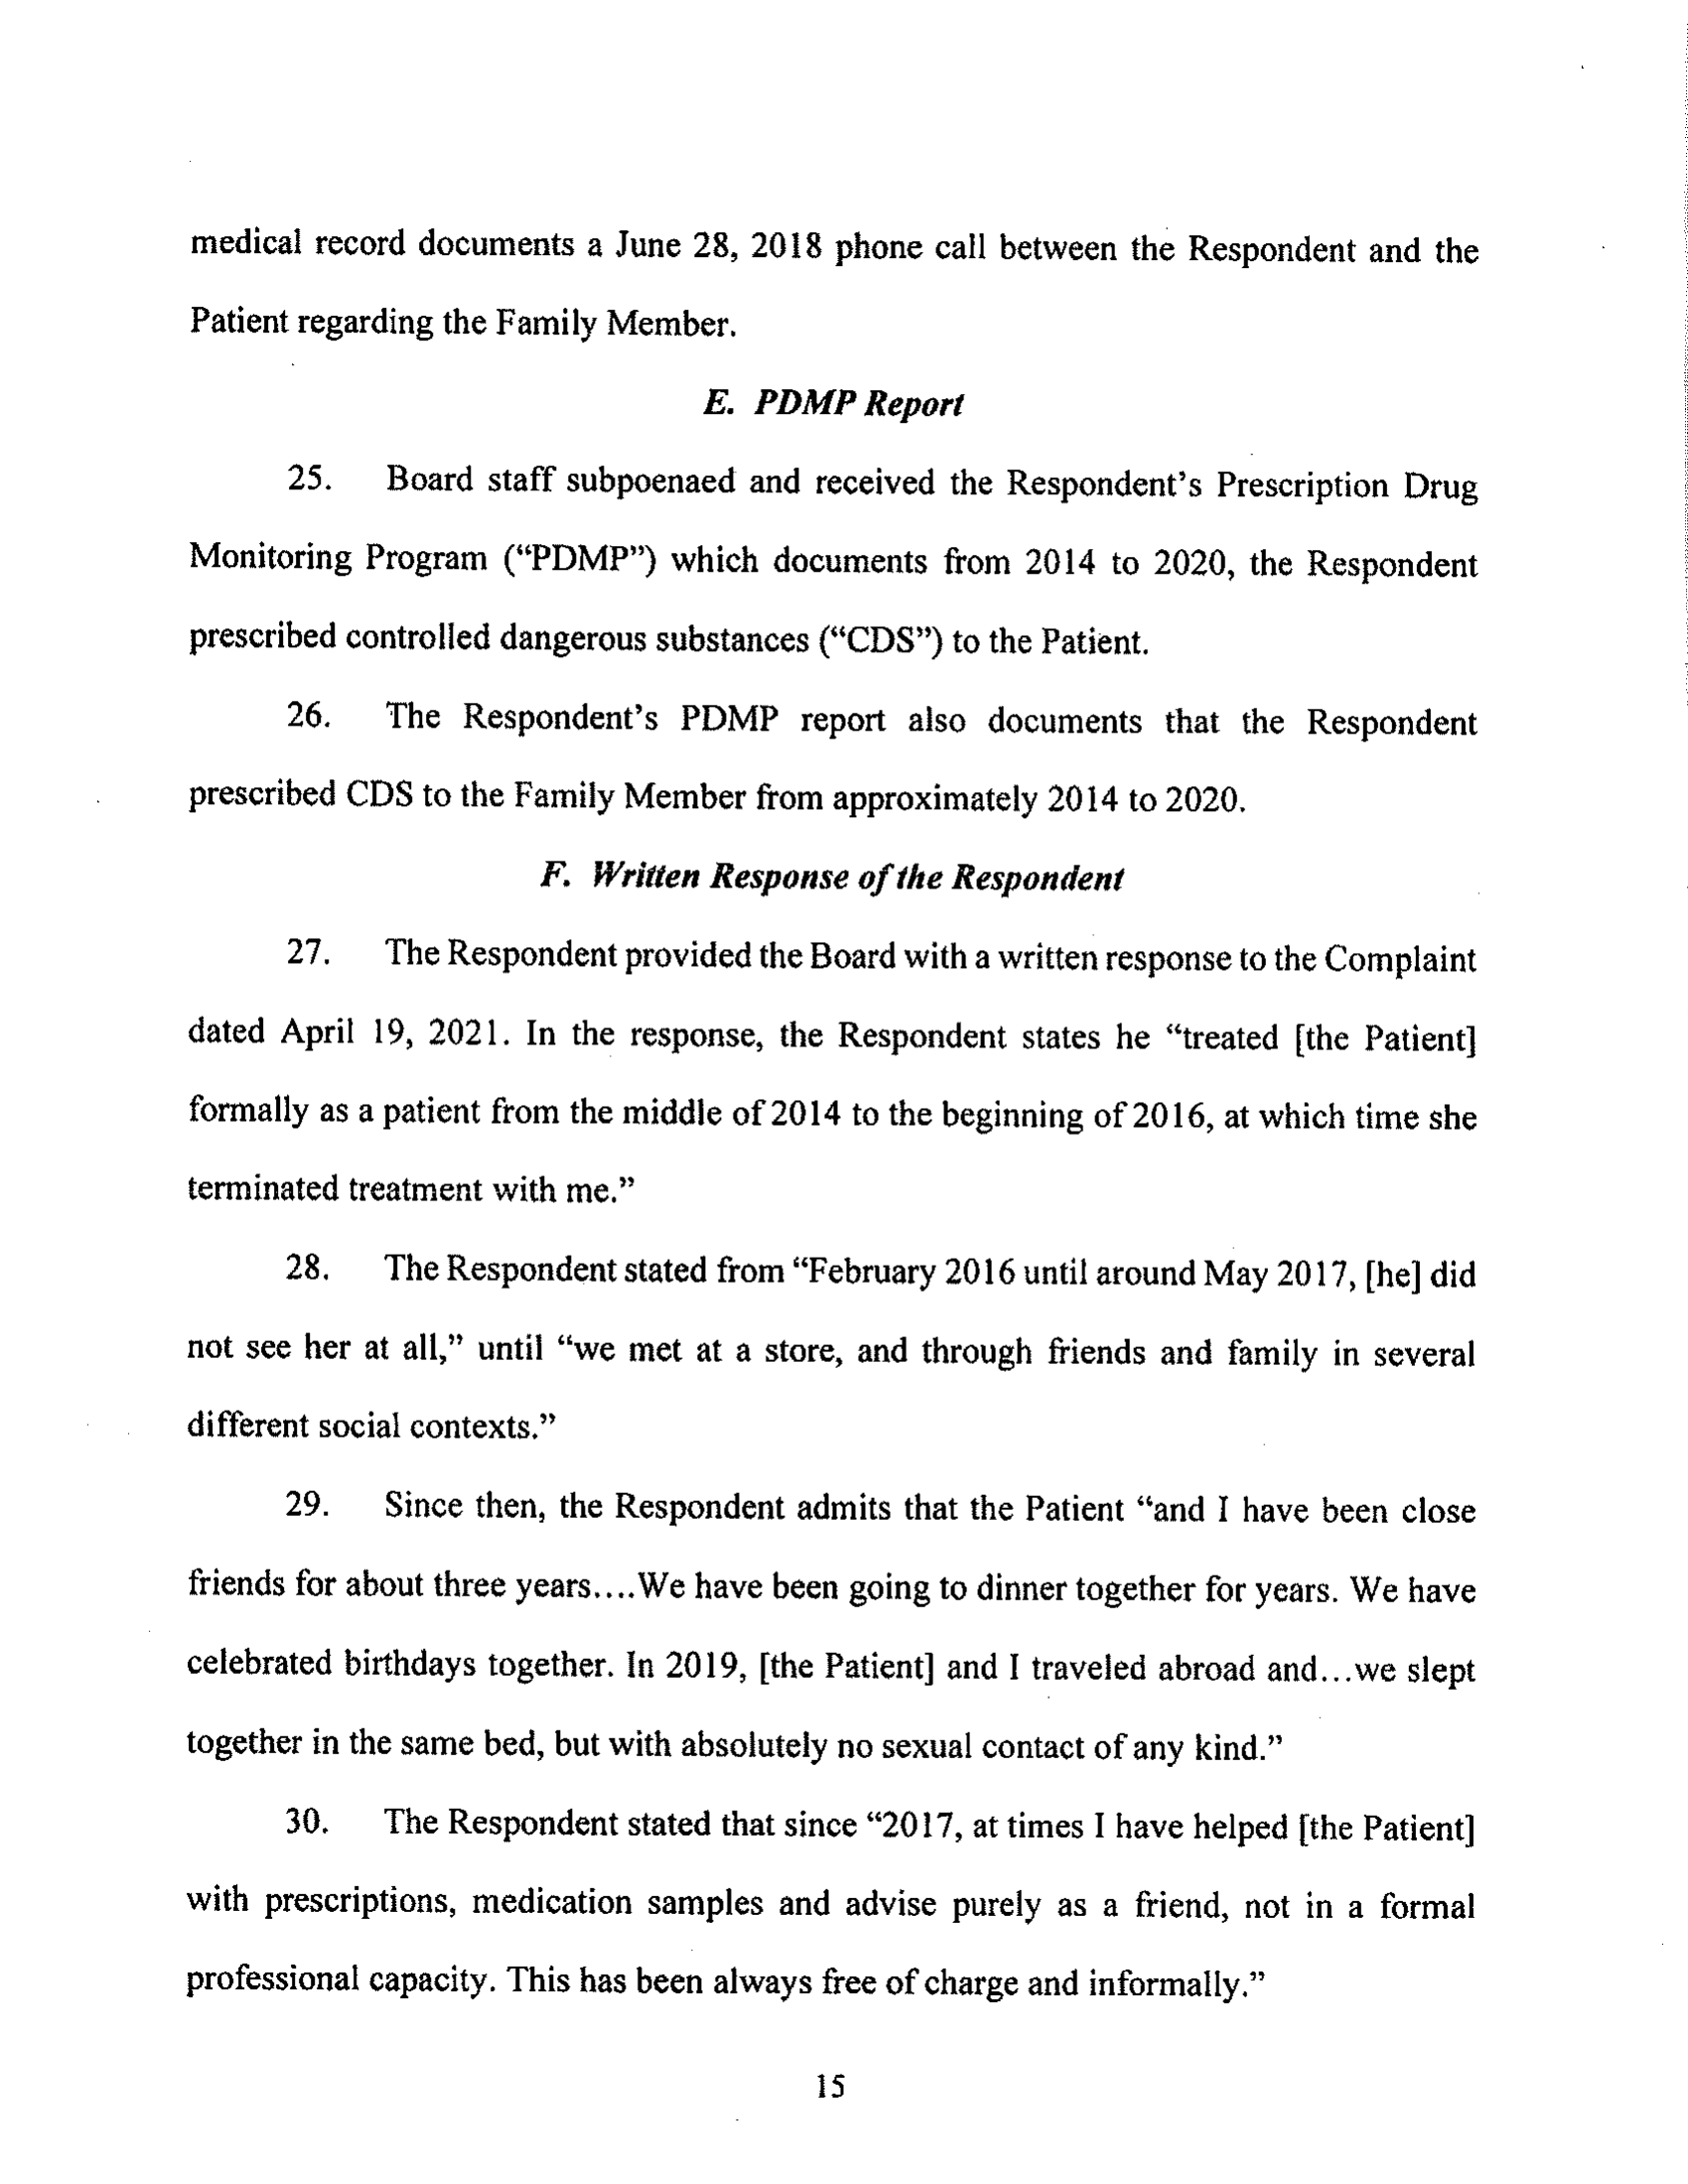 medical record documents a June 28, 2018 phone call between the Respondent and the
Patient regarding the Family Member.
E. PDMP Report
25. Board staff subpoenaed and received the Respondent's Prescription Drug
Monitoring Program (“PDMP”) which documents from 2014 to 2020, the Respondent
prescribed controlled dangerous substances (“CDS”) to the Patient.
26. The Respondent's PDMP report also documents that the Respondent
prescribed CDS to the Family Member from approximately 2014 to 2020.
F. Written Response of the Respondent
27. The Respondent provided the Board with a written response to the Complaint
dated April 19, 2021. In the response, the Respondent states he “treated [the Patient]
formally as a patient from the middle of 2014 to the beginning of 2016, at which time she
terminated treatment with me.”
28. The Respondent stated from “February 2016 until around May 2017, [he] did
not see her at all,” until “we met at a store, and through friends and family in several
different social contexts.”
29. Since then, the Respondent admits that the Patient “and I have been close
friends for about three years....We have been going to dinner together for years. We have
celebrated birthdays together. In 2019, [the Patient] and I traveled abroad and...we slept
together in the same bed, but with absolutely no sexual contact of any kind.”
30. The Respondent stated that since “2017, at times I have helped [the Patient]
with prescriptions, medication samples and advise purely as a friend, not in a formal
professional capacity. This has been always free of charge and informally.”
15